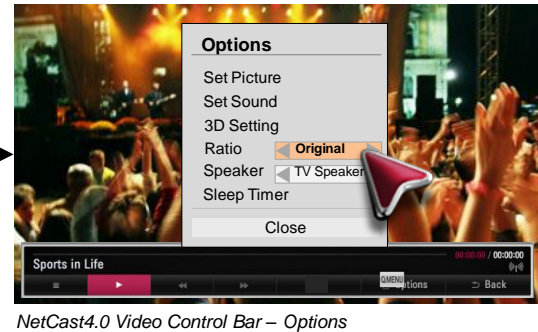 Options
Set Picture
Set Sound
3D Setting
Ratio Original
Speaker TV Speaker
Sleep Timer
Close
00:00:00 / 00:00:00
Sports in Life
Q.MENU Options Back
NetCast4.0 Video Control Bar – Options